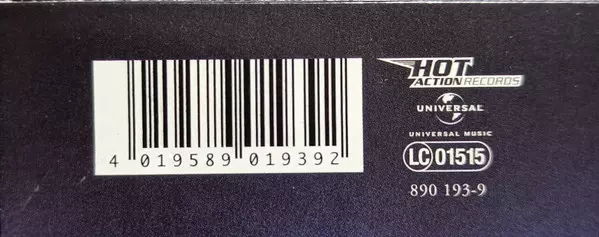 4 019589 019392
HOT
ACTION RECORDS
UNIVERSAL
UNIVERSAL MUSIC
LC 01515
890 193-9